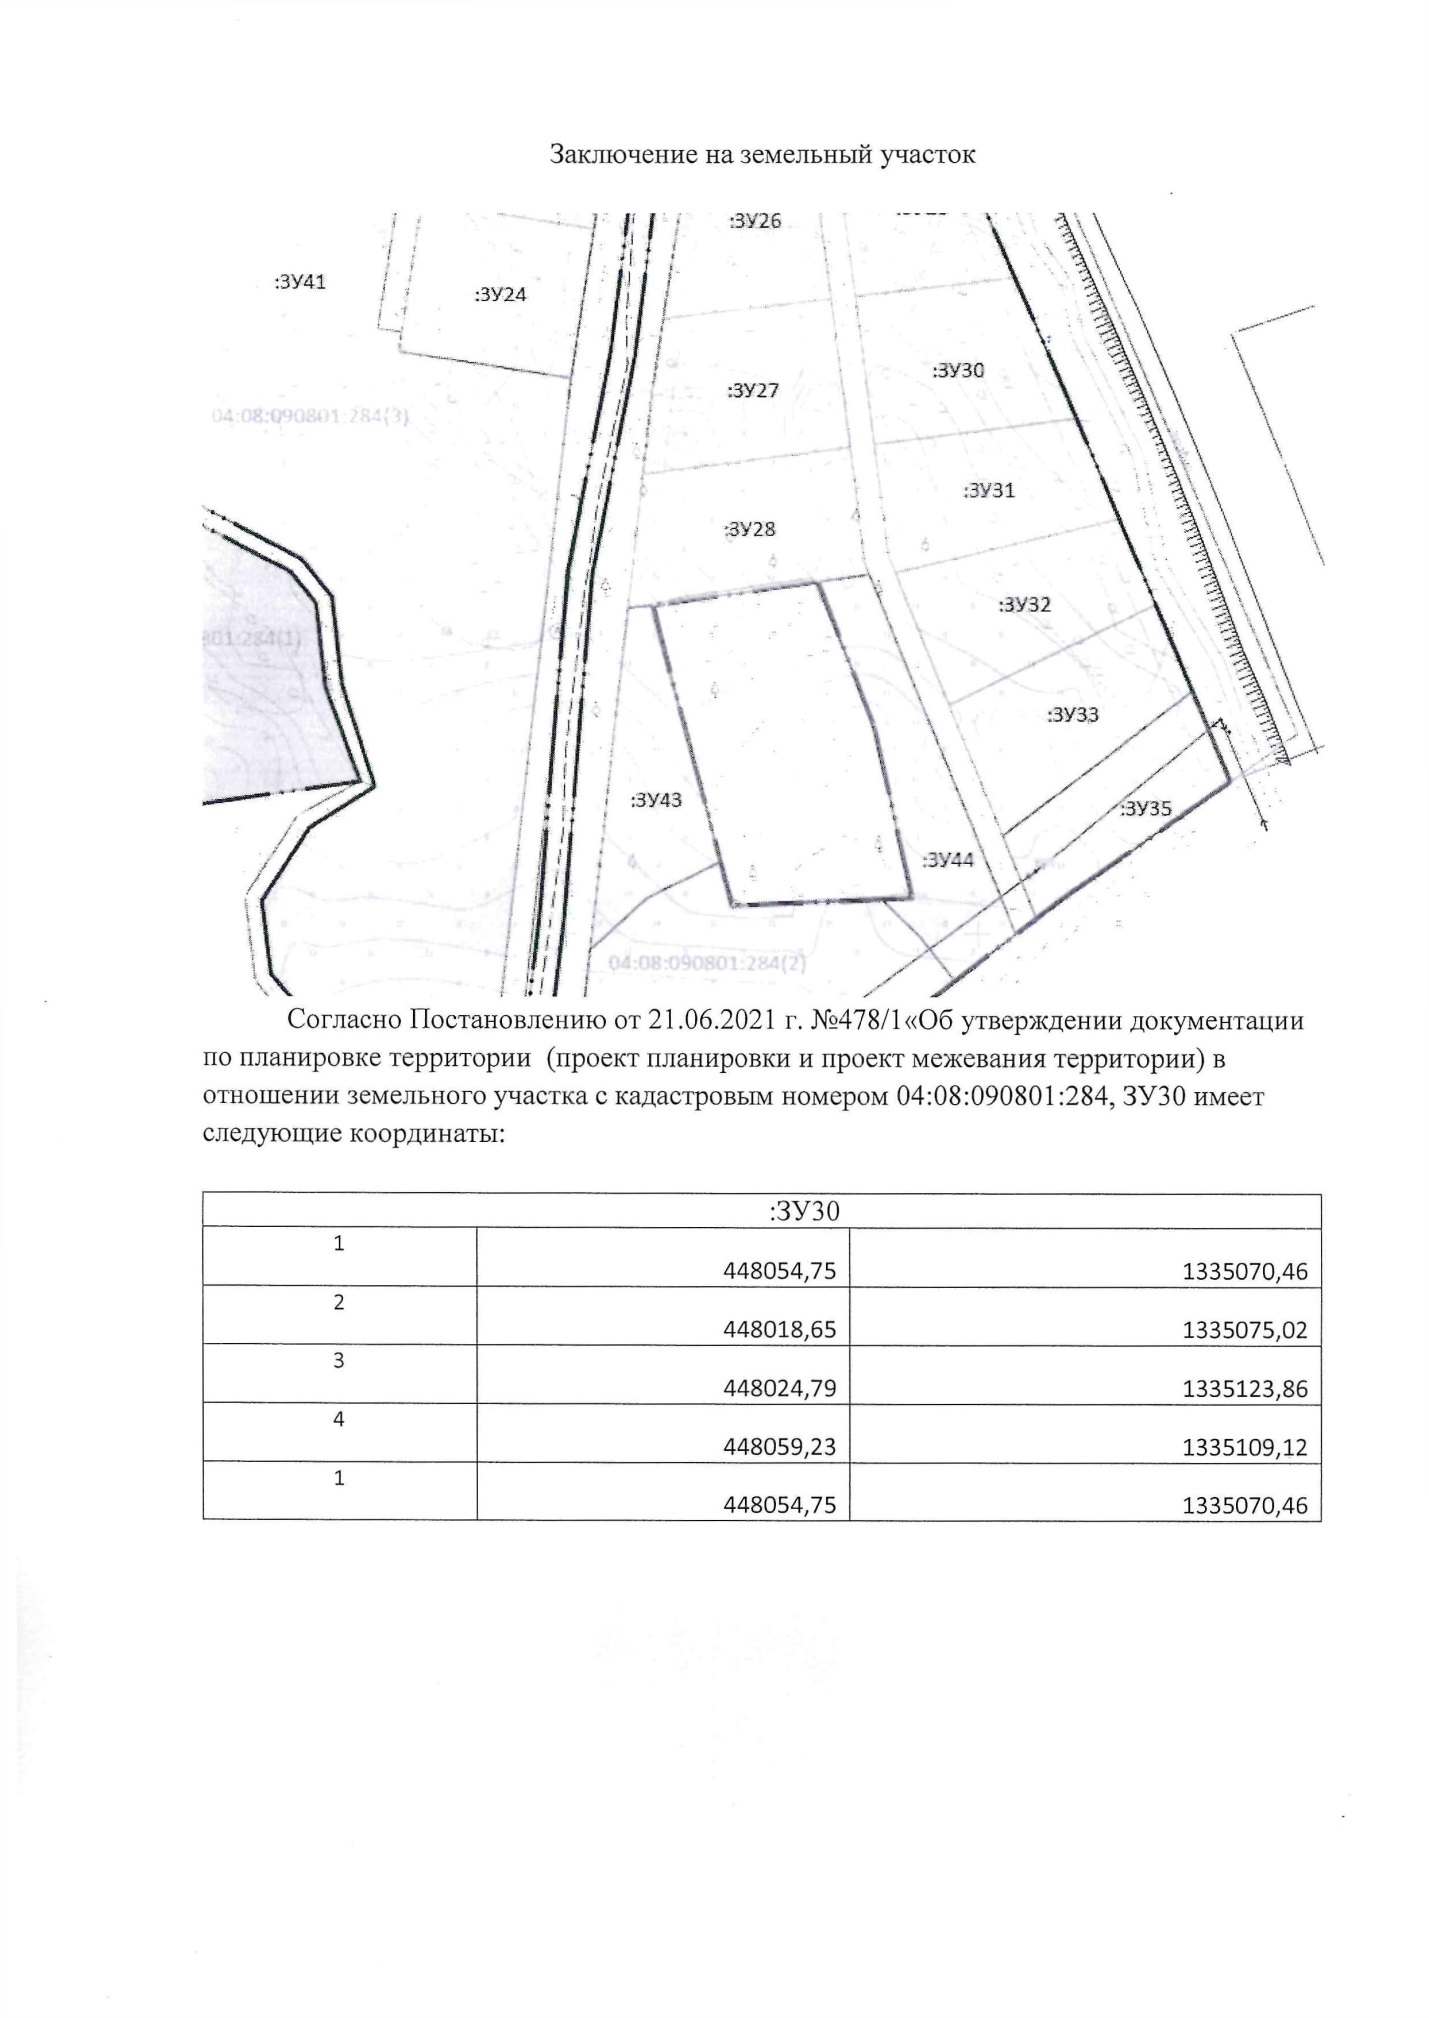 Заключение на земельный участок
:ЗУ26
:ЗУ41
:ЗУ24
:ЗУ27
:ЗУ30
04:08:090801:284(3)
:ЗУ31
:ЗУ28
:ЗУ32
801:284(1)
:ЗУ33
:ЗУ43
:ЗУ35
:ЗУ44
04:08:090801:284(2)
Согласно Постановлению от 21.06.2021 г. №478/1«Об утверждении документации
по планировке территории (проект планировки и проект межевания территории) в
отношении земельного участка с кадастровым номером 04:08:090801:284, ЗУ30 имеет
следующие координаты:
:ЗУ30
1 448054,75 1335070,46
2 448018,65 1335075,02
3 448024,79 1335123,86
4 448059,23 1335109,12
1 448054,75 1335070,46